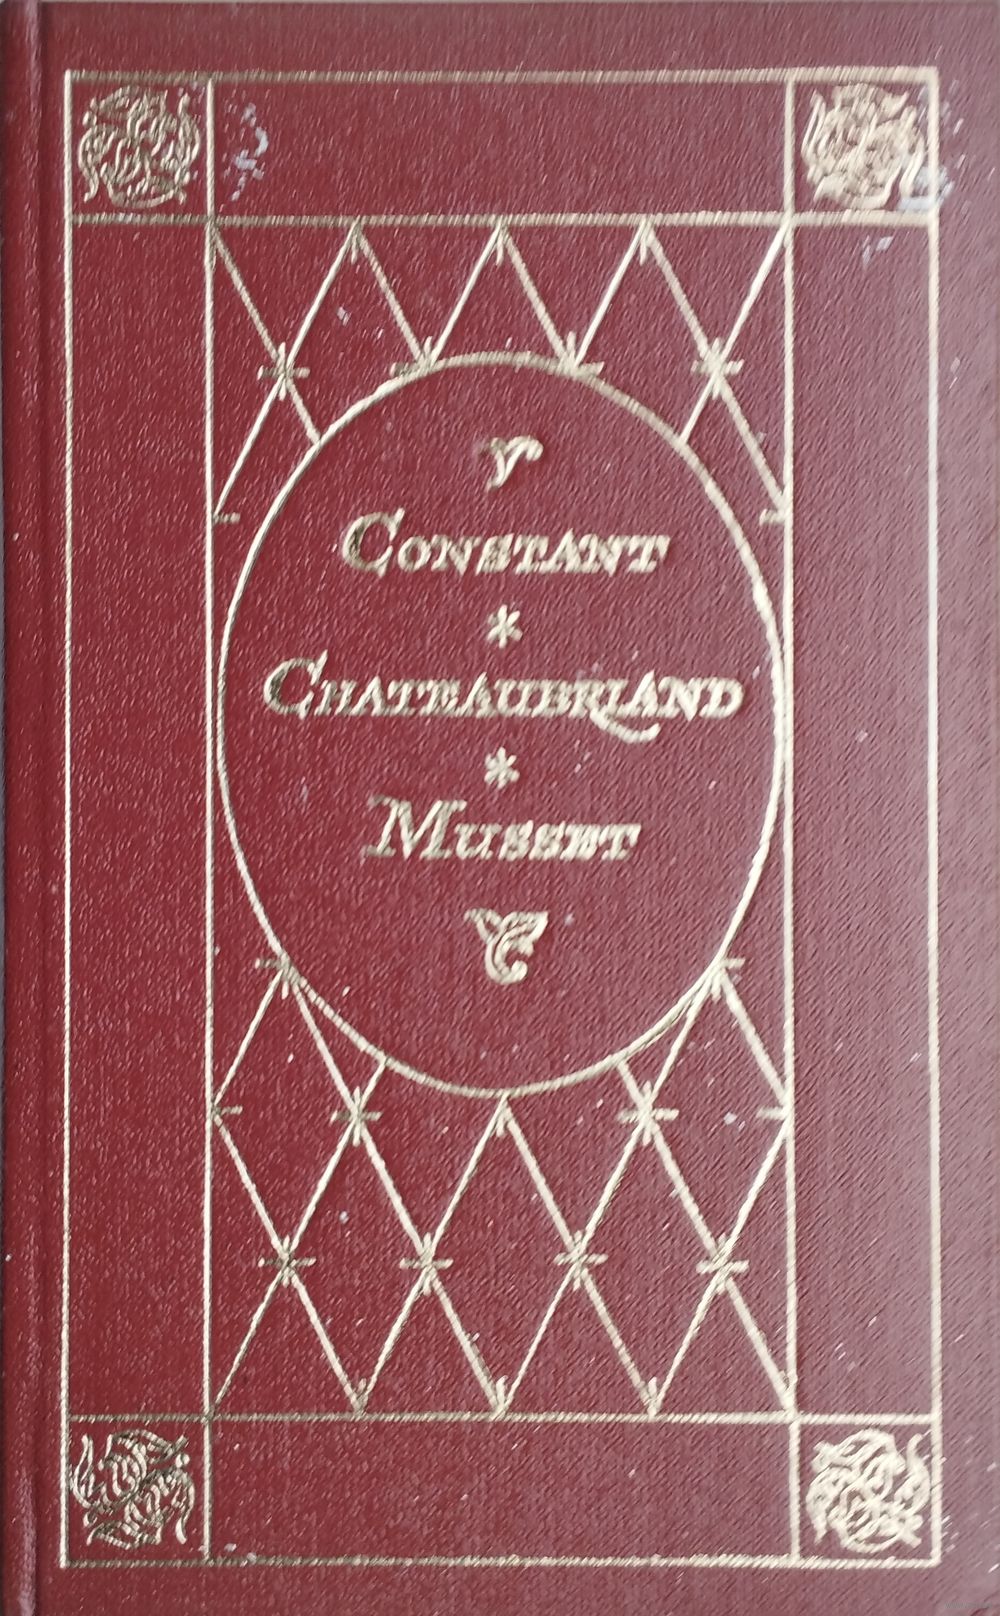 CONSTANT
*
CHATEAUBRIAND
*
MUSSET